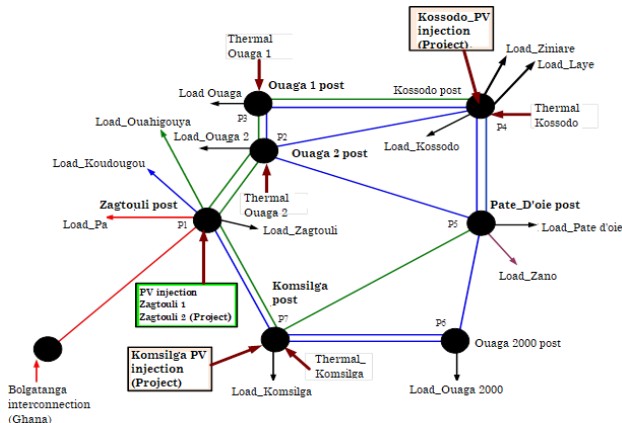 Kossodo_PV
injection
(Project)
Thermal
Ouaga 1
Load_Ziniare
Load_Laye
Ouaga 1 post
Kossodo post
Load Ouaga
P3
P4
Thermal
Kossodo
Load_Ouahigouya
Load_Ouaga 2
P2
Load_Kossodo
Ouaga 2 post
Load_Koudougou
Thermal
Ouaga 2
Zagtouli post
Pate_D'oie post
Load_Pa
P1
Load_Zagtouli
P5
Load_Pate d'oie
Load_Zano
Komsilga
post
PV injection
Zagtouli 1
Zagtouli 2 (Project)
P7
P6
Ouaga 2000 post
Komsilga PV
injection
(Project)
Thermal_
Komsilga
Load_Komsilga
Load_Ouaga 2000
Bolgatanga
interconnection
(Ghana)